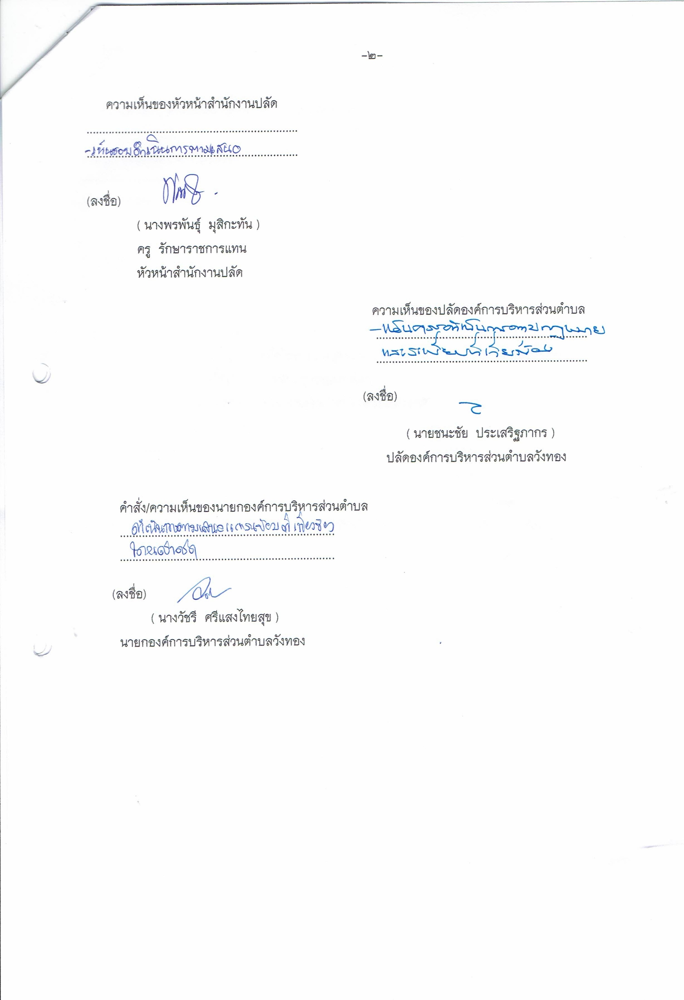 -๒-
ความเห็นของหัวหน้าสำนักงานปลัด
-เห็นชอบดำเนินการตามเสนอ
(ลงชื่อ)
( นางพรพันธุ์ มุสิกะทัน )
ครู รักษาราชการแทน
หัวหน้าสำนักงานปลัด
ความเห็นของปลัดองค์การบริหารส่วนตำบล
-เห็นควรดำเนินการตามกฎหมาย
และระเบียบที่เกี่ยวข้อง
(ลงชื่อ)
( นายชนะชัย ประเสริฐภากร )
ปลัดองค์การบริหารส่วนตำบลวังทอง
คำสั่ง/ความเห็นของนายกองค์การบริหารส่วนตำบล
ดำเนินการตามเสนอและระเบียบที่เกี่ยวข้อง
(ลงชื่อ)
( นางวัชรี ศรีแสงไทยสุข )
นายกองค์การบริหารส่วนตำบลวังทอง